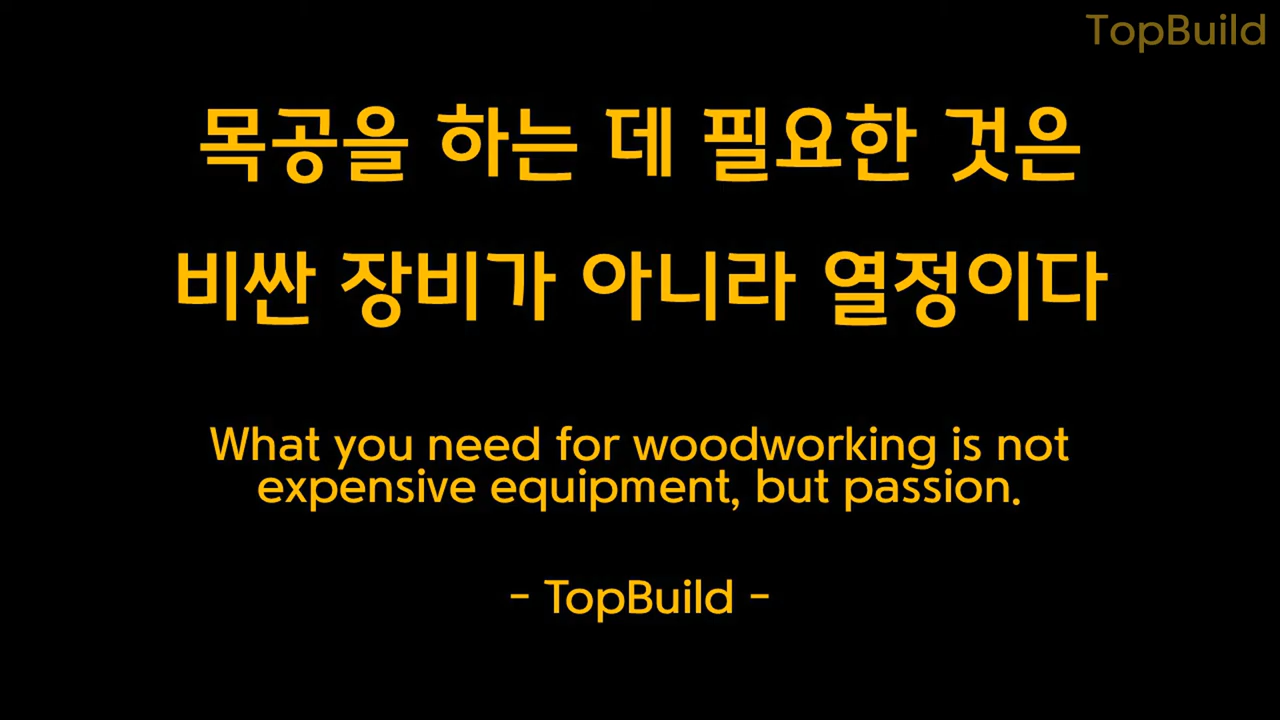 TopBuild
목공을 하는 데 필요한 것은
비싼 장비가 아니라 열정이다
What you need for woodworking is not
expensive equipment, but passion.
- TopBuild -